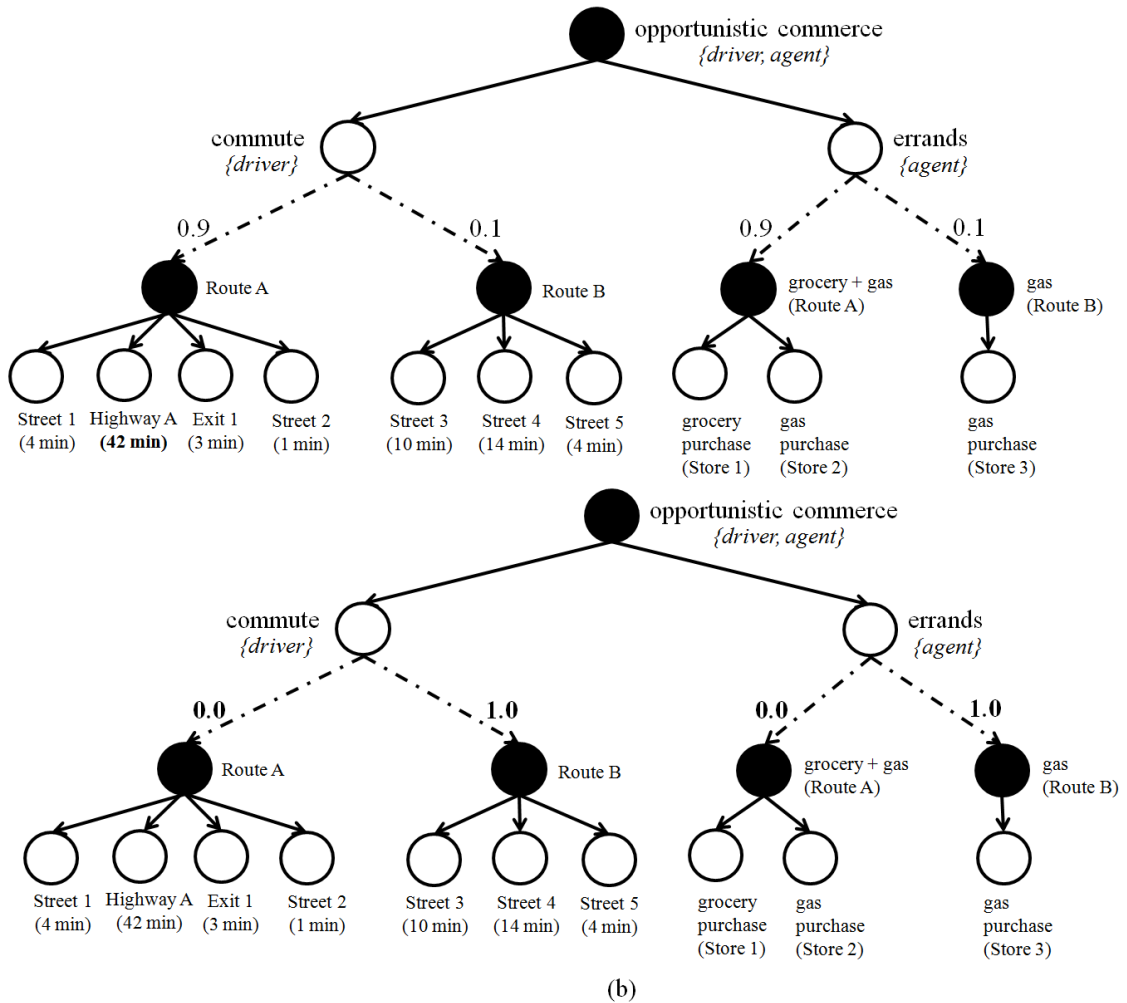 opportunistic commerce
{driver, agent}
commute
{driver}
errands
{agent}
0.9
0.1
0.9
0.1
Route A
Route B
grocery + gas
(Route A)
gas
(Route B)
Street 1
(4 min)
Highway A
(42 min)
Exit 1
(3 min)
Street 2
(1 min)
Street 3
(10 min)
Street 4
(14 min)
Street 5
(4 min)
grocery
purchase
(Store 1)
gas
purchase
(Store 2)
gas
purchase
(Store 3)
opportunistic commerce
{driver, agent}
commute
{driver}
errands
{agent}
0.0
1.0
0.0
1.0
Route A
Route B
grocery + gas
(Route A)
gas
(Route B)
Street 1
(4 min)
Highway A
(42 min)
Exit 1
(3 min)
Street 2
(1 min)
Street 3
(10 min)
Street 4
(14 min)
Street 5
(4 min)
grocery
purchase
(Store 1)
gas
purchase
(Store 2)
gas
purchase
(Store 3)
(b)